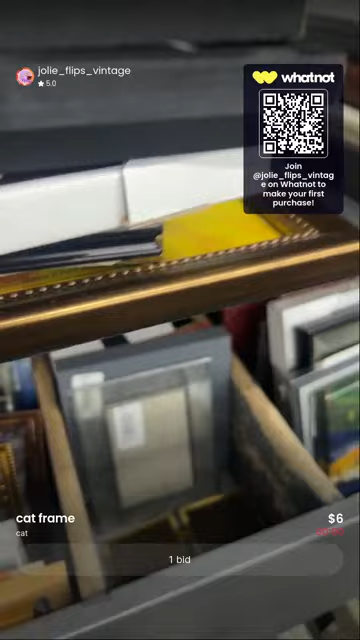 jolie_flips_vintage
5.0
whatnot
Join
@jolie_flips_vintag
e on Whatnot to
make your first
purchase!
cat frame
$6
cat
1 bid